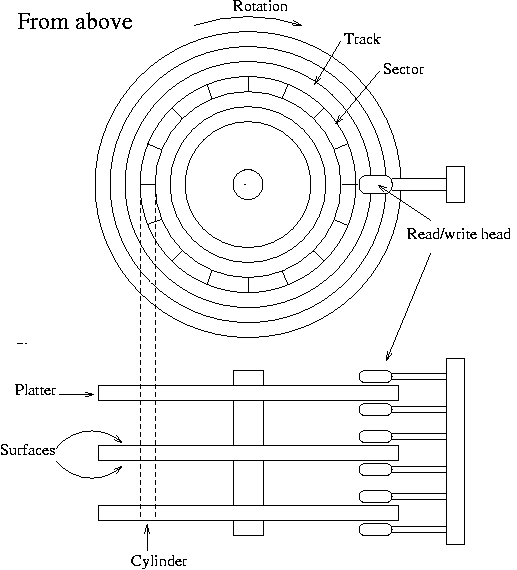 From above
Rotation
Track
Sector
Read/write head
Platter
Surfaces
Cylinder